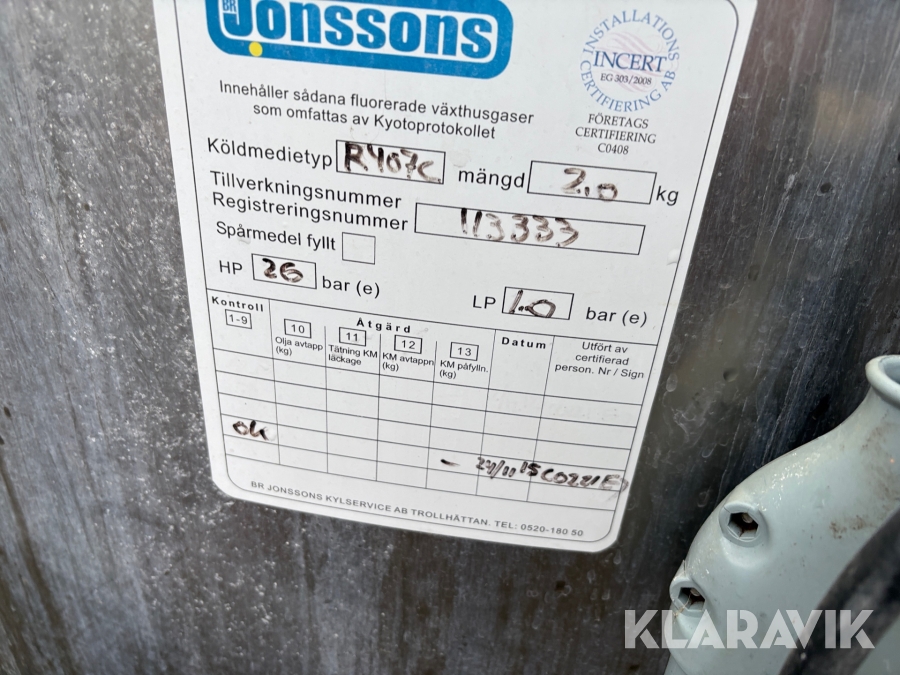 BR Jonssons
INSTALLATIONS CERTIFIERING AB
INCERT
EG 303/2008
FÖRETAGS
CERTIFIERING
C0408
Innehåller sådana fluorerade växthusgaser
som omfattas av Kyotoprotokollet
Köldmedietyp R407C mängd 2,0 kg
Tillverkningsnummer
Registreringsnummer 113333
Spårmedel fyllt
HP 26 bar (e) LP 1.0 bar (e)
Kontroll Åtgärd Datum Utfört av
certifierad
person. Nr / Sign
1-9 10 11 12 13
Olja avtapp Tätning KM KM avtappn KM påfylln.
(kg) läckage (kg) (kg)
ok
- 24/11 15
BR JONSSONS KYLSERVICE AB TROLLHÄTTAN. TEL: 0520-180 50
KLARAVIK